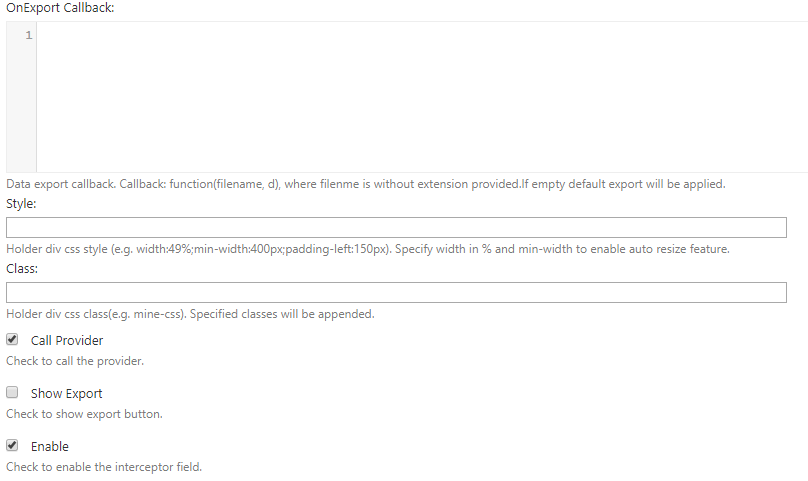 OnExport Callback:
1
Data export callback. Callback: function(filename, d), where filenme is without extension provided.If empty default export will be applied.
Style:
Holder div css style (e.g. width:49%;min-width:400px;padding-left:150px). Specify width in % and min-width to enable auto resize feature.
Class:
Holder div css class(e.g. mine-css). Specified classes will be appended.
Call Provider
Check to call the provider.
Show Export
Check to show export button.
Enable
Check to enable the interceptor field.